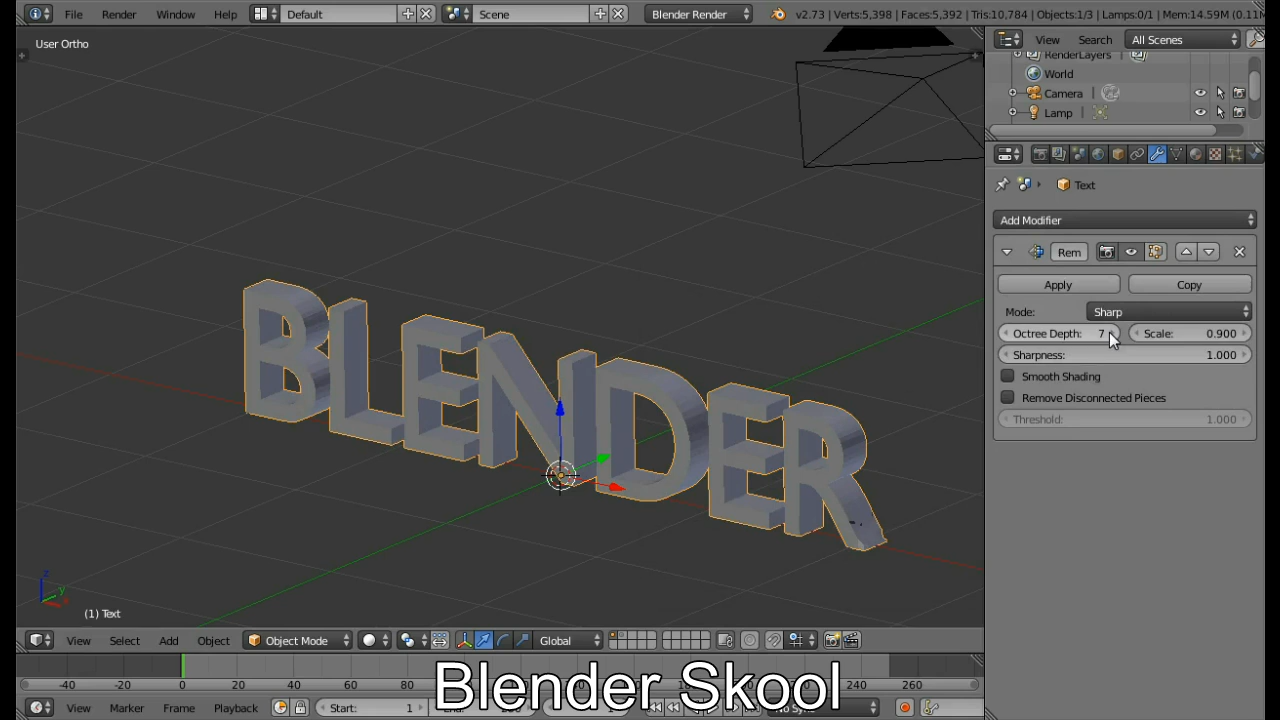 File Render Window Help Default Scene Blender Render v2.73 | Verts:5,398 | Faces:5,392 | Tris:10,784 | Objects:1/3 | Lamps:0/1 | Mem:14.59M (0.11M
User Ortho
View Search All Scenes
RenderLayers
World
Camera
Lamp
Text
Add Modifier
Rem
Apply Copy
Mode: Sharp
Octree Depth: 7 Scale: 0.900
Sharpness: 1.000
Smooth Shading
Remove Disconnected Pieces
Threshold: 1.000
BLENDER
z
y
x
(1) Text
View Select Add Object Object Mode Global
-40 -20 0 20 40 60 80 240 260
Blender Skool
View Marker Frame Playback Start: 1 No Sync